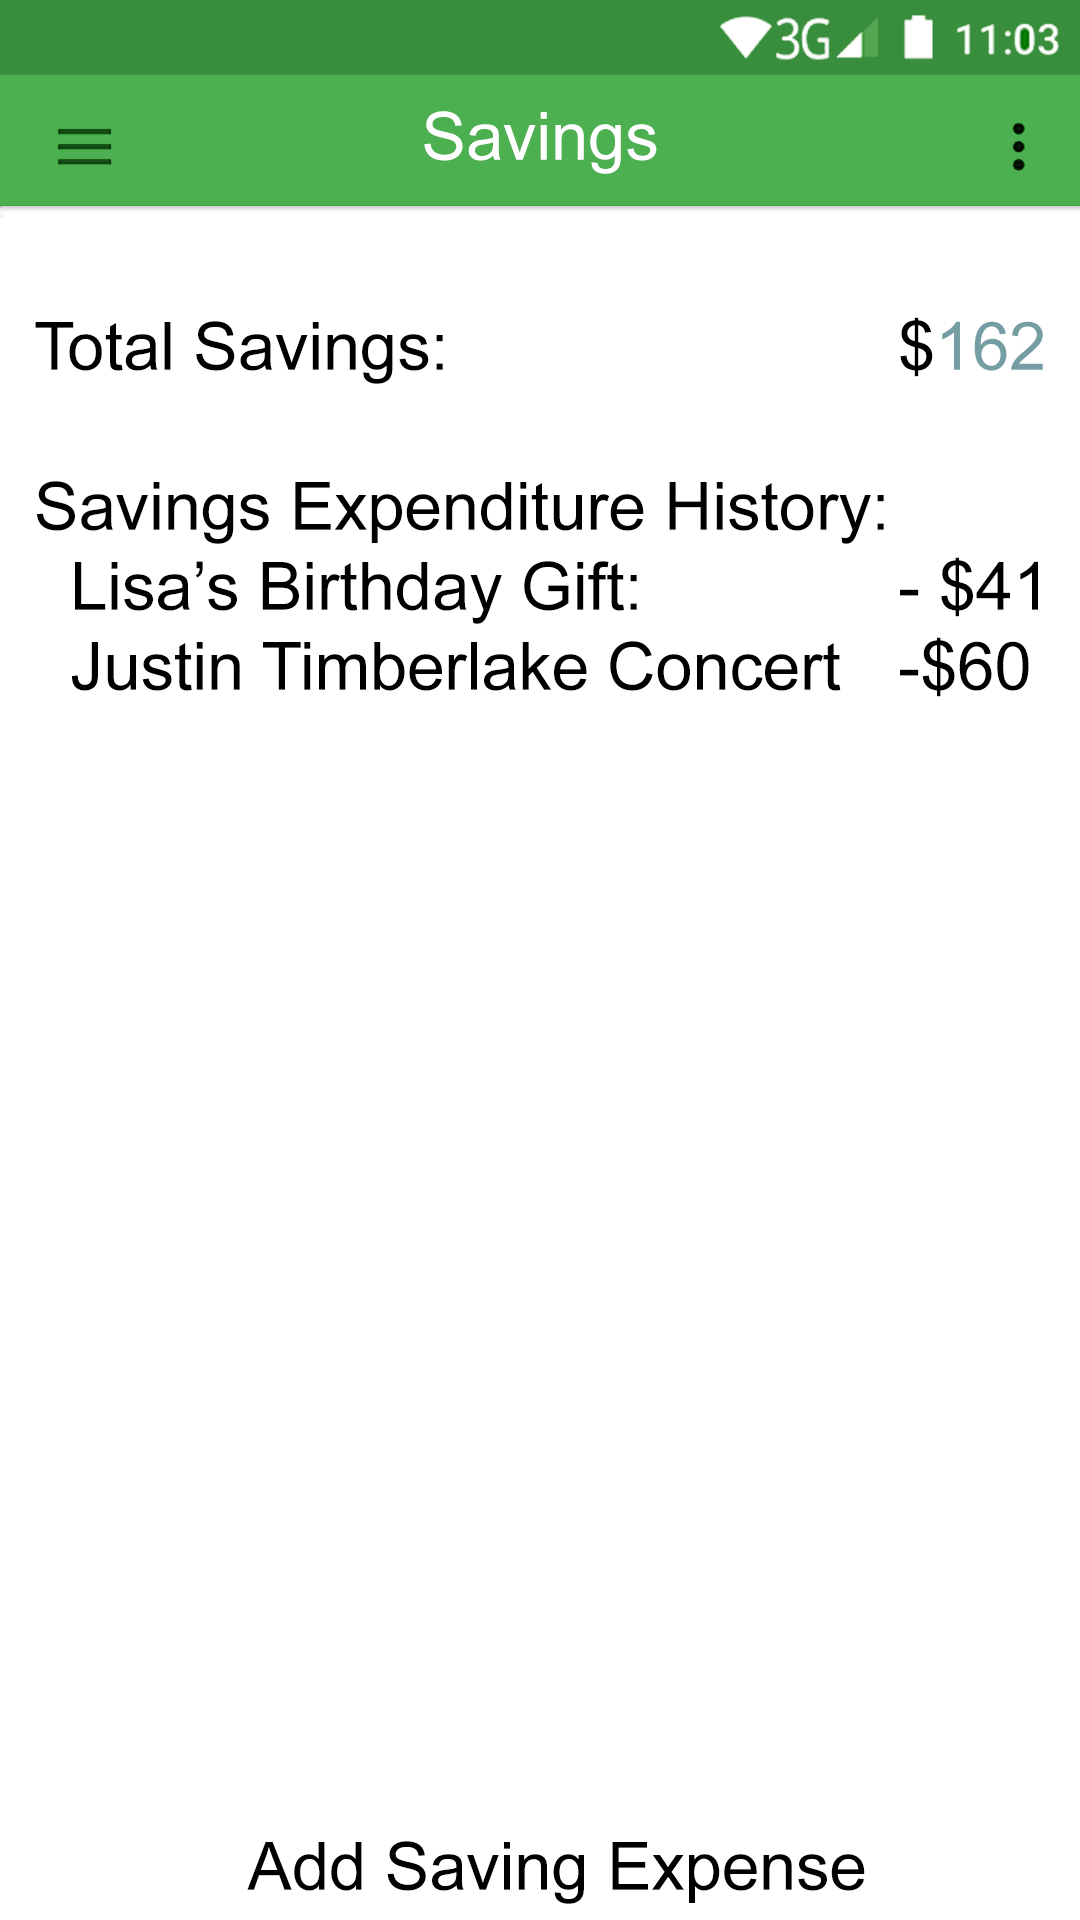 3G 11:03
Savings
Total Savings: $162
Savings Expenditure History:
Lisa’s Birthday Gift: - $41
Justin Timberlake Concert -$60
Add Saving Expense